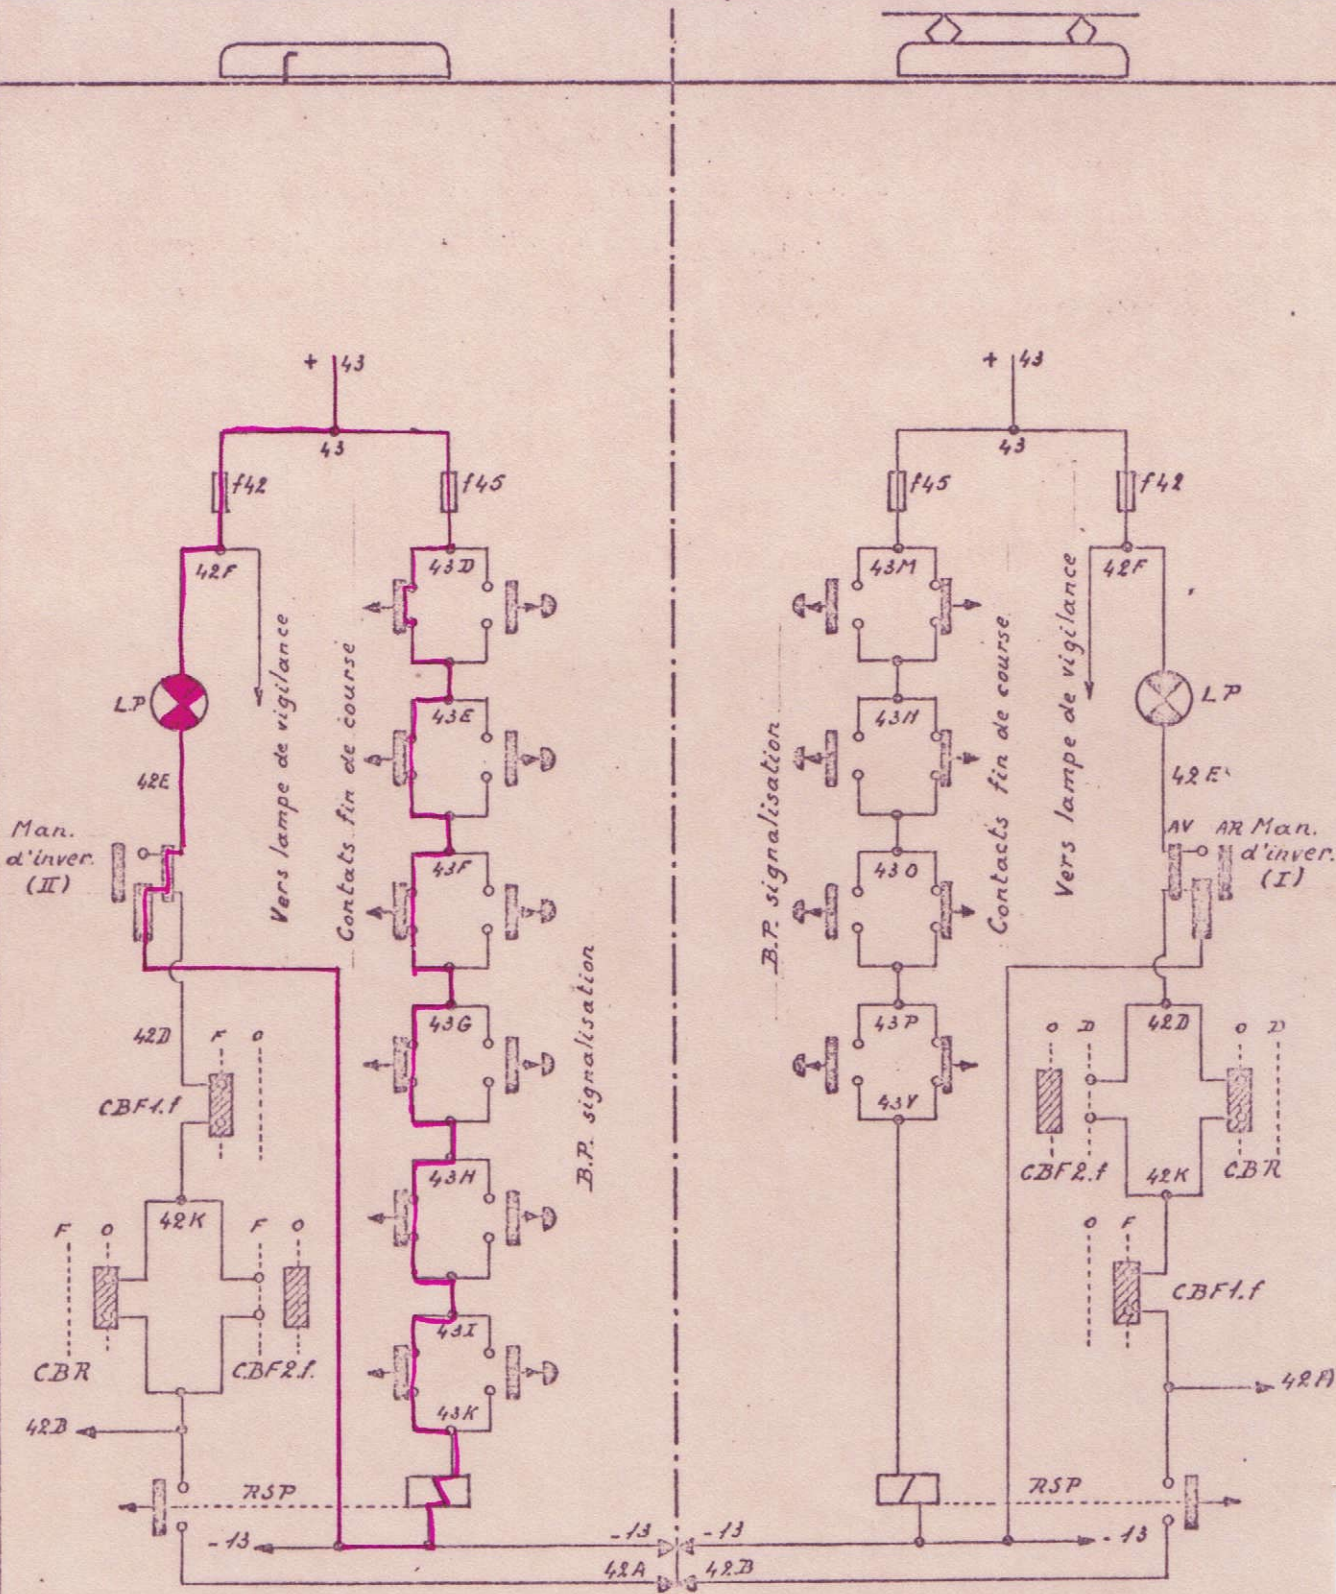 + 43
43
f42
f45
42F
43D
43E
L.P
42E
Man.
d'inver.
(II)
Vers lampe de vigilance
Contats fin de course
43F
43G
B.P. signalisation
42D
F O
CBF1.f
43H
42K
F O
F O
CBR
CBF2.f.
43I
43K
42B
RSP
-13
-13
42A
+ 43
43
f45
f42
43M
42F
43N
L.P
42E
B.P. signalisation
Contacts fin de course
Vers lampe de vigilance
AV AR Man.
d'inver.
(I)
43O
43P
43V
O D
42D
O D
CBF2.f
42K
CBR
O F
CBF1.f
42A
RSP
-13
-13
42B